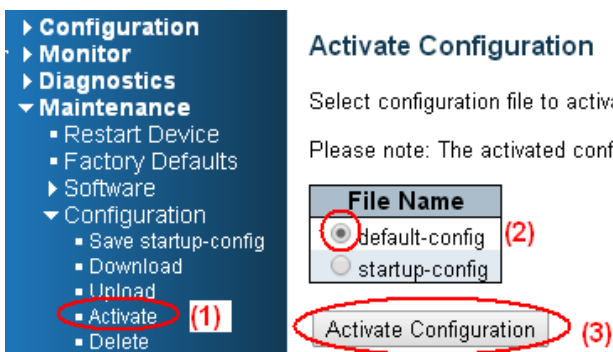 Configuration
Monitor
Diagnostics
Maintenance
Restart Device
Factory Defaults
Software
Configuration
Save startup-config
Download
Upload
Activate (1)
Delete
Activate Configuration
Select configuration file to activa
Please note: The activated conf
File Name
default-config (2)
startup-config
Activate Configuration (3)